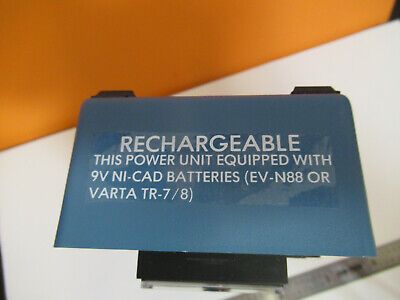 RECHARGEABLE
THIS POWER UNIT EQUIPPED WITH
9V NI-CAD BATTERIES (EV-N88 OR
VARTA TR-7/8)